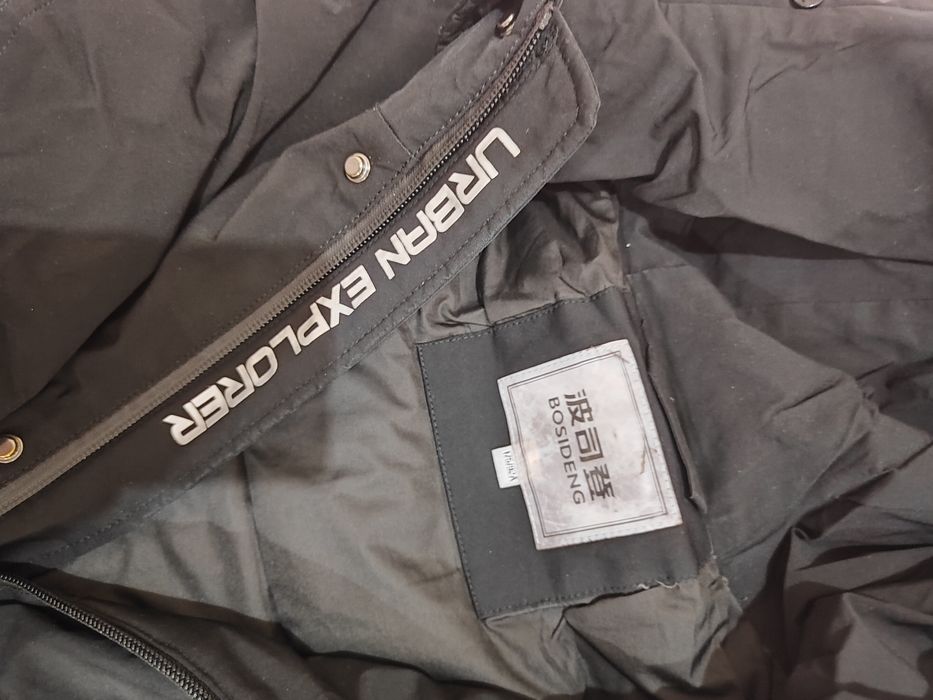 URBAN EXPLORER
波司登
BOSIDENG